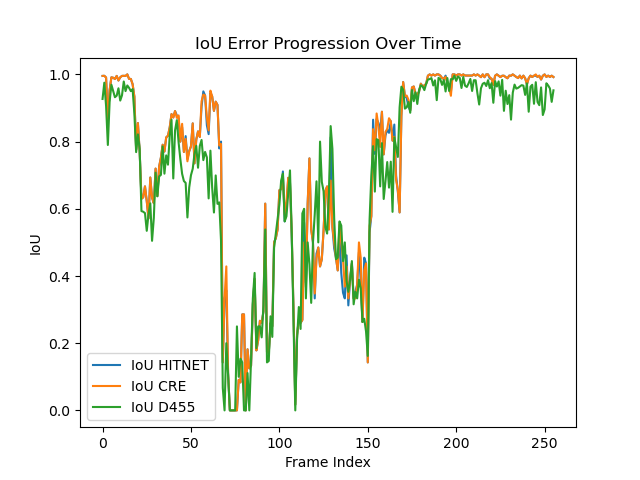 IoU Error Progression Over Time
1.0
0.8
0.6
0.4
0.2
0.0
IoU
IoU HITNET
IoU CRE
IoU D455
0 50 100 150 200 250
Frame Index